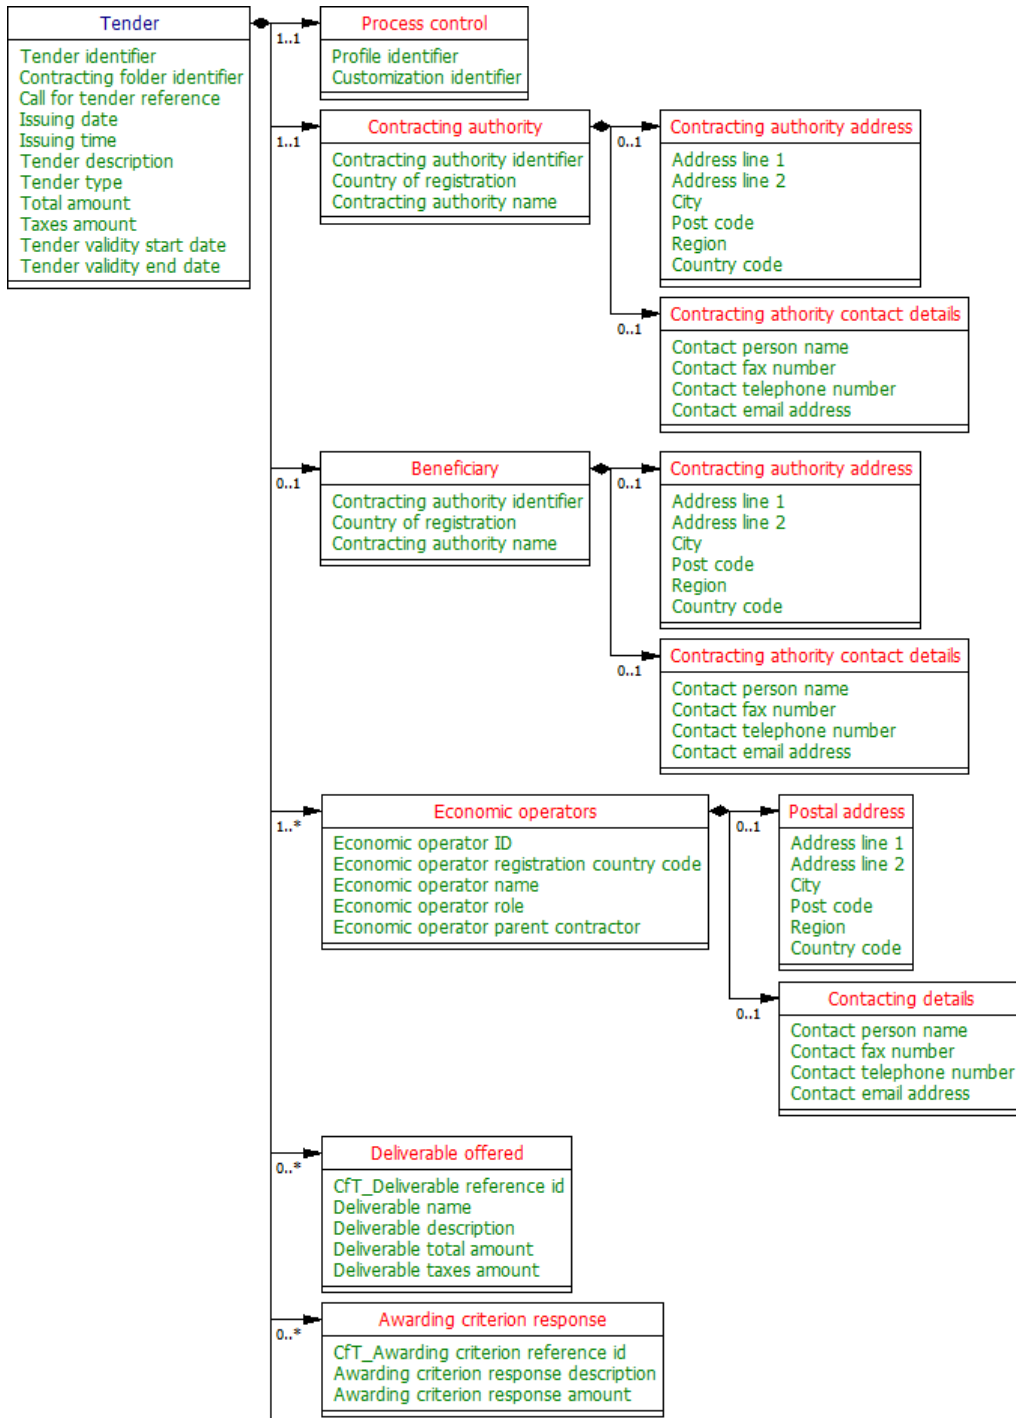 Tender
Tender identifier
Contracting folder identifier
Call for tender reference
Issuing date
Issuing time
Tender description
Tender type
Total amount
Taxes amount
Tender validity start date
Tender validity end date
1..1
Process control
Profile identifier
Customization identifier
1..1
Contracting authority
Contracting authority identifier
Country of registration
Contracting authority name
0..1
Contracting authority address
Address line 1
Address line 2
City
Post code
Region
Country code
0..1
Contracting athority contact details
Contact person name
Contact fax number
Contact telephone number
Contact email address
0..1
Beneficiary
Contracting authority identifier
Country of registration
Contracting authority name
0..1
Contracting authority address
Address line 1
Address line 2
City
Post code
Region
Country code
0..1
Contracting athority contact details
Contact person name
Contact fax number
Contact telephone number
Contact email address
1..*
Economic operators
Economic operator ID
Economic operator registration country code
Economic operator name
Economic operator role
Economic operator parent contractor
0..1
Postal address
Address line 1
Address line 2
City
Post code
Region
Country code
0..1
Contacting details
Contact person name
Contact fax number
Contact telephone number
Contact email address
0..*
Deliverable offered
CfT_Deliverable reference id
Deliverable name
Deliverable description
Deliverable total amount
Deliverable taxes amount
0..*
Awarding criterion response
CfT_Awarding criterion reference id
Awarding criterion response description
Awarding criterion response amount